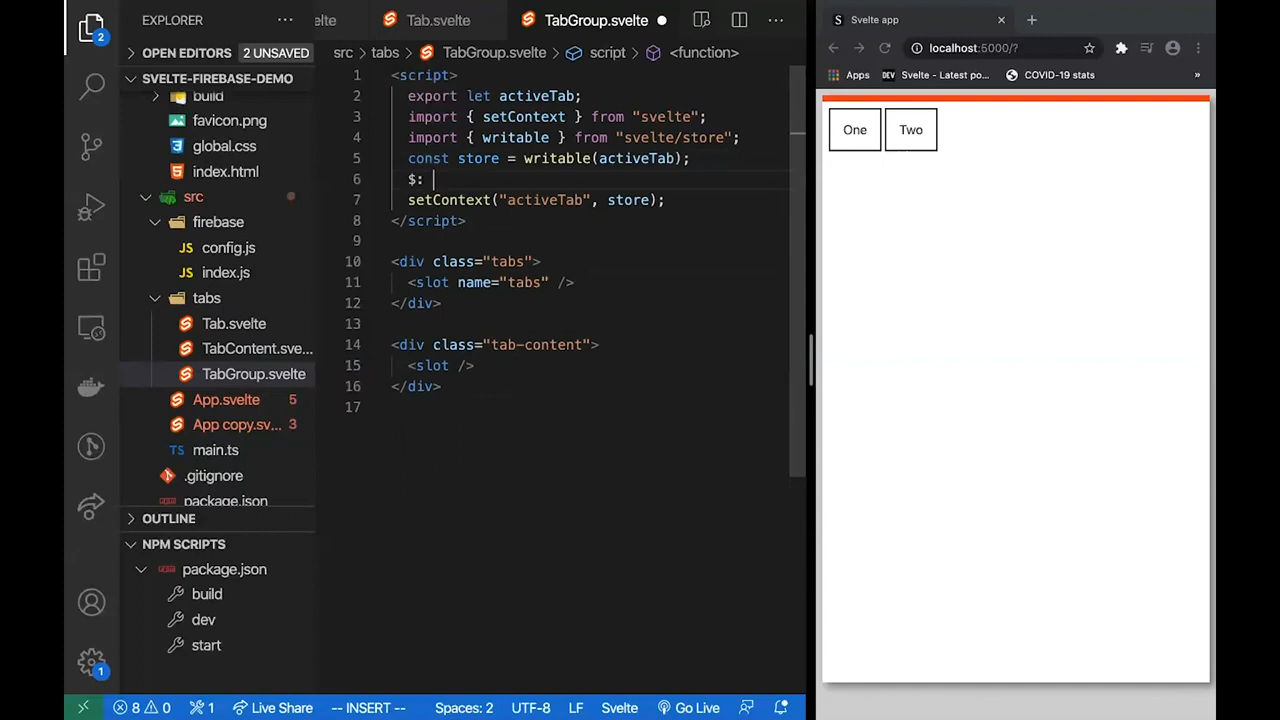 EXPLORER
OPEN EDITORS 2 UNSAVED
SVELTE-FIREBASE-DEMO
build
favicon.png
global.css
index.html
src
firebase
JS config.js
JS index.js
tabs
Tab.svelte
TabContent.sve...
TabGroup.svelte
App.svelte 5
App copy.sv... 3
TS main.ts
.gitignore
package.json
OUTLINE
NPM SCRIPTS
package.json
build
dev
start
2
1
elte Tab.svelte TabGroup.svelte
src > tabs > TabGroup.svelte > script > <function>
1 <script>
2 export let activeTab;
3 import { setContext } from "svelte";
4 import { writable } from "svelte/store";
5 const store = writable(activeTab);
6 $:
7 setContext("activeTab", store);
8 </script>
9
10 <div class="tabs">
11 <slot name="tabs" />
12 </div>
13
14 <div class="tab-content">
15 <slot />
16 </div>
17
8 0 1 Live Share -- INSERT -- Spaces: 2 UTF-8 LF Svelte Go Live
Svelte app
localhost:5000/?
Apps DEV Svelte - Latest po... COVID-19 stats »
One Two